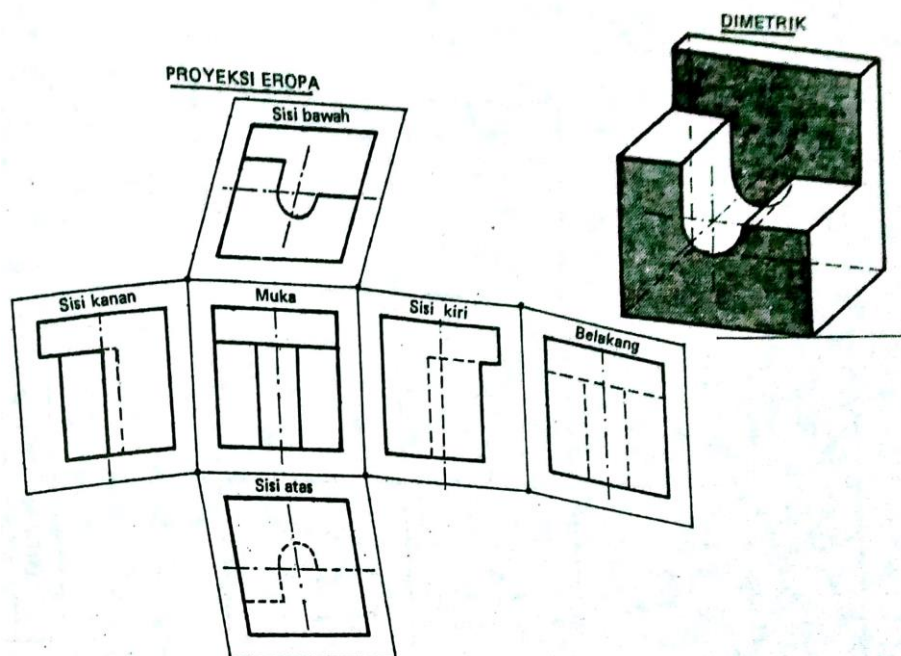 DIMETRIK
PROYEKSI EROPA
Sisi bawah
Sisi kanan
Muka
Sisi kiri
Belakang
Sisi atas